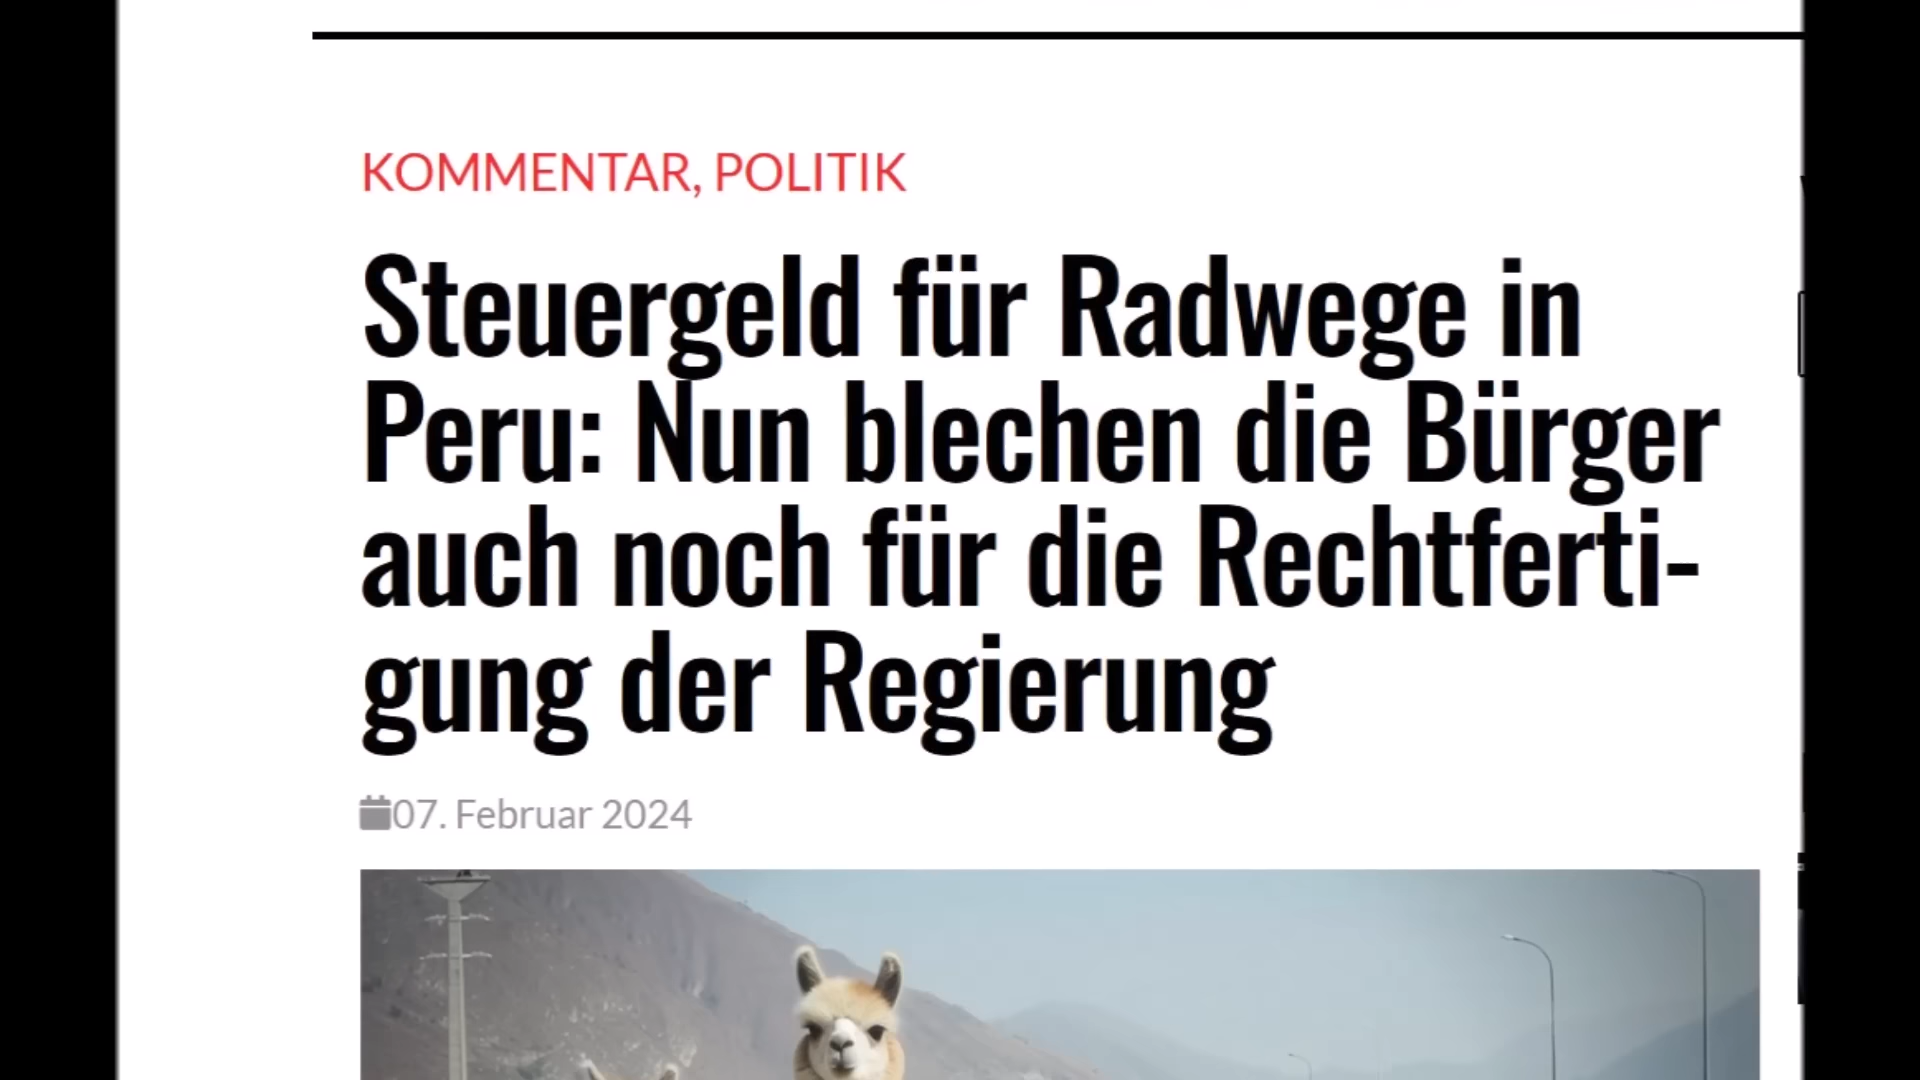 KOMMENTAR, POLITIK
Steuergeld für Radwege in
Peru: Nun blechen die Bürger
auch noch für die Rechtferti-
gung der Regierung
07. Februar 2024